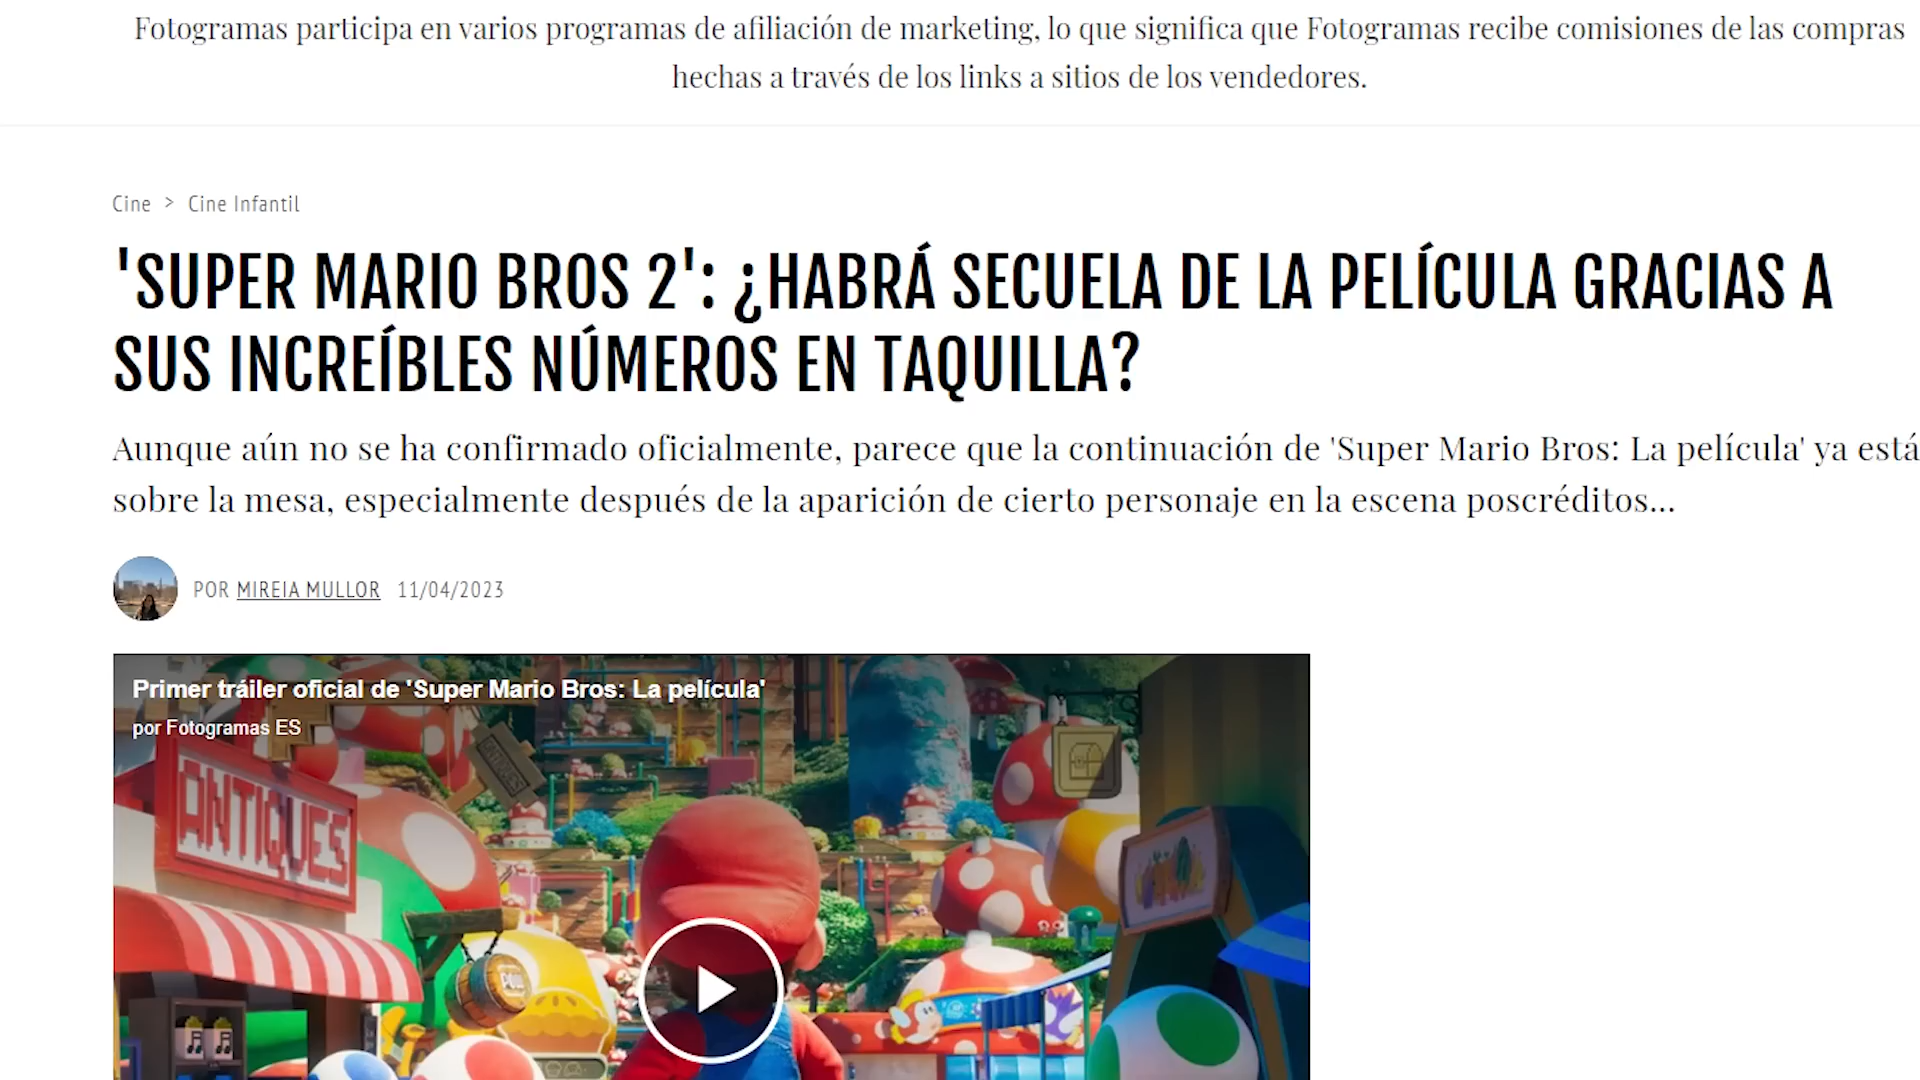 Fotogramas participa en varios programas de afiliación de marketing, lo que significa que Fotogramas recibe comisiones de las compras
hechas a través de los links a sitios de los vendedores.
Cine > Cine Infantil
'SUPER MARIO BROS 2': ¿HABRÁ SECUELA DE LA PELÍCULA GRACIAS A
SUS INCREÍBLES NÚMEROS EN TAQUILLA?
Aunque aún no se ha confirmado oficialmente, parece que la continuación de 'Super Mario Bros: La película' ya está
sobre la mesa, especialmente después de la aparición de cierto personaje en la escena poscréditos...
POR MIREIA MULLOR 11/04/2023
Primer tráiler oficial de 'Super Mario Bros: La película'
por Fotogramas ES
ANTIQUES
ANTIQUES
POW